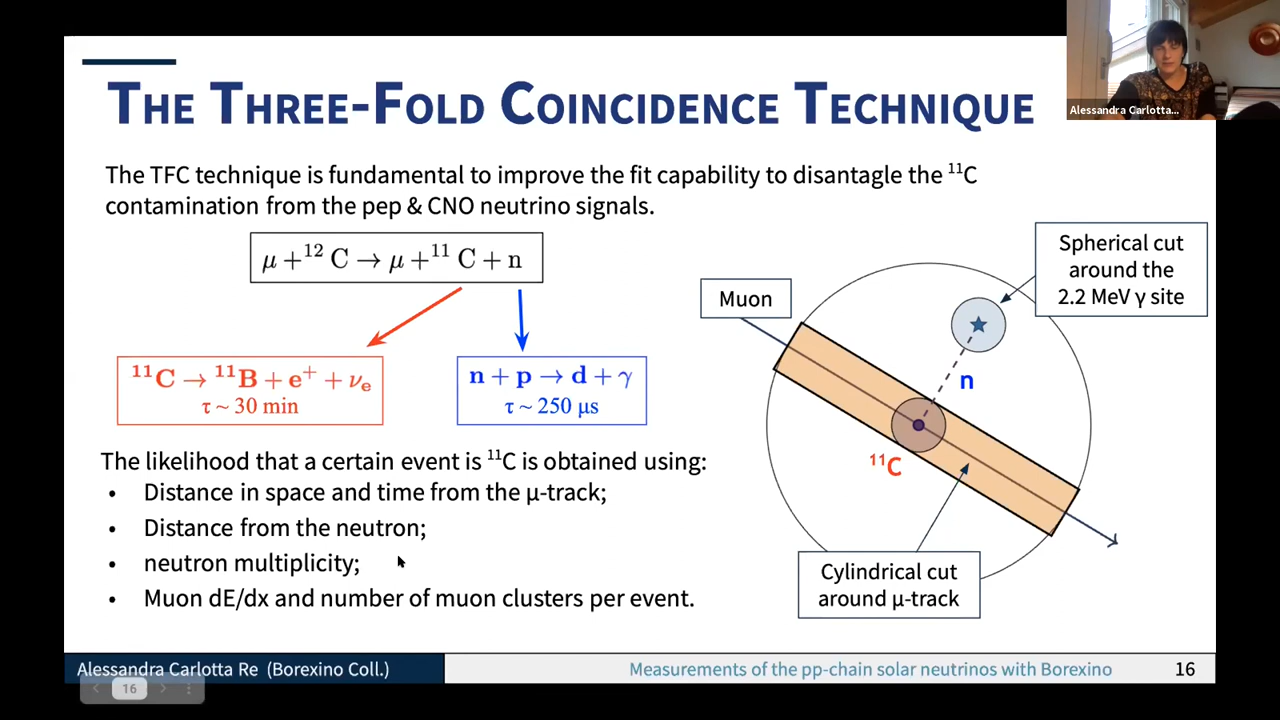 THE THREE-FOLD COINCIDENCE TECHNIQUE
Alessandra Carlotta...
The TFC technique is fundamental to improve the fit capability to disantagle the ¹¹C
contamination from the pep & CNO neutrino signals.
μ +¹² C → μ +¹¹ C + n
¹¹C → ¹¹B + e⁺ + νₑ
τ ~ 30 min
n + p → d + γ
τ ~ 250 μs
The likelihood that a certain event is ¹¹C is obtained using:
• Distance in space and time from the μ-track;
• Distance from the neutron;
• neutron multiplicity;
• Muon dE/dx and number of muon clusters per event.
Spherical cut
around the
2.2 MeV γ site
Muon
n
¹¹C
Cylindrical cut
around μ-track
Alessandra Carlotta Re (Borexino Coll.)
Measurements of the pp-chain solar neutrinos with Borexino
16
16